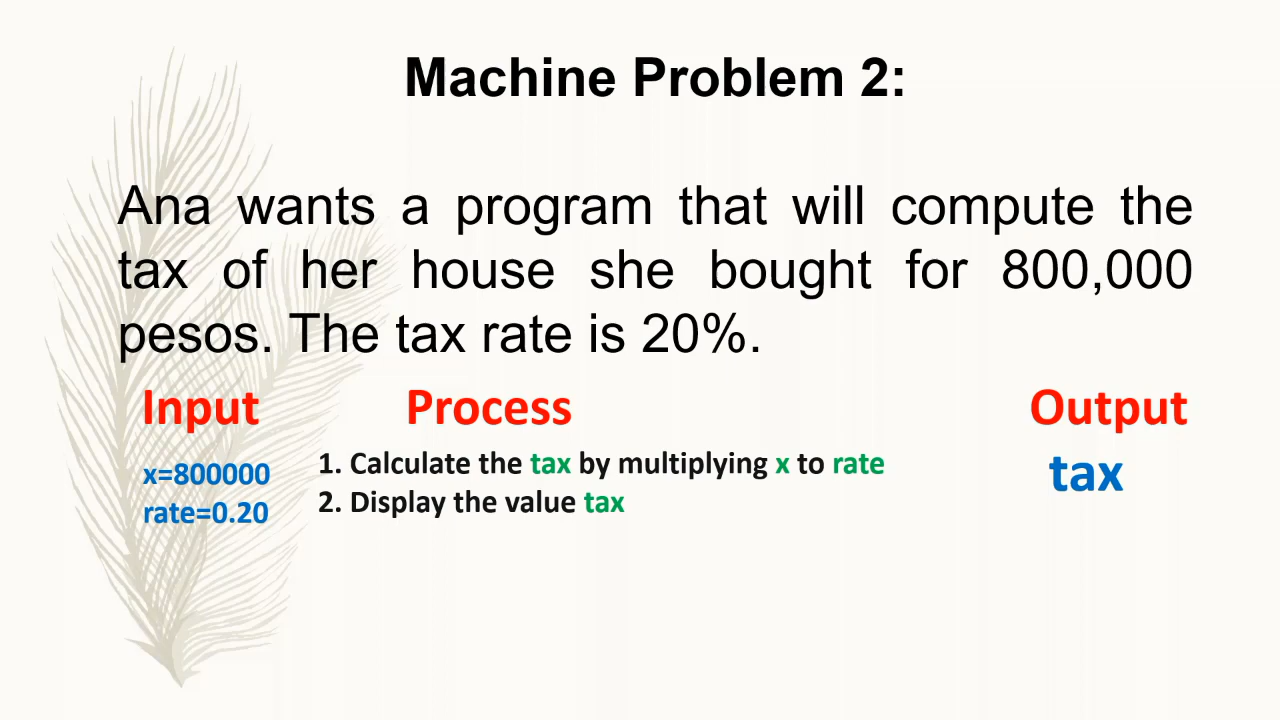 Machine Problem 2:
Ana wants a program that will compute the
tax of her house she bought for 800,000
pesos. The tax rate is 20%.
Input Process Output
x=800000
rate=0.20
1. Calculate the tax by multiplying x to rate
2. Display the value tax
tax